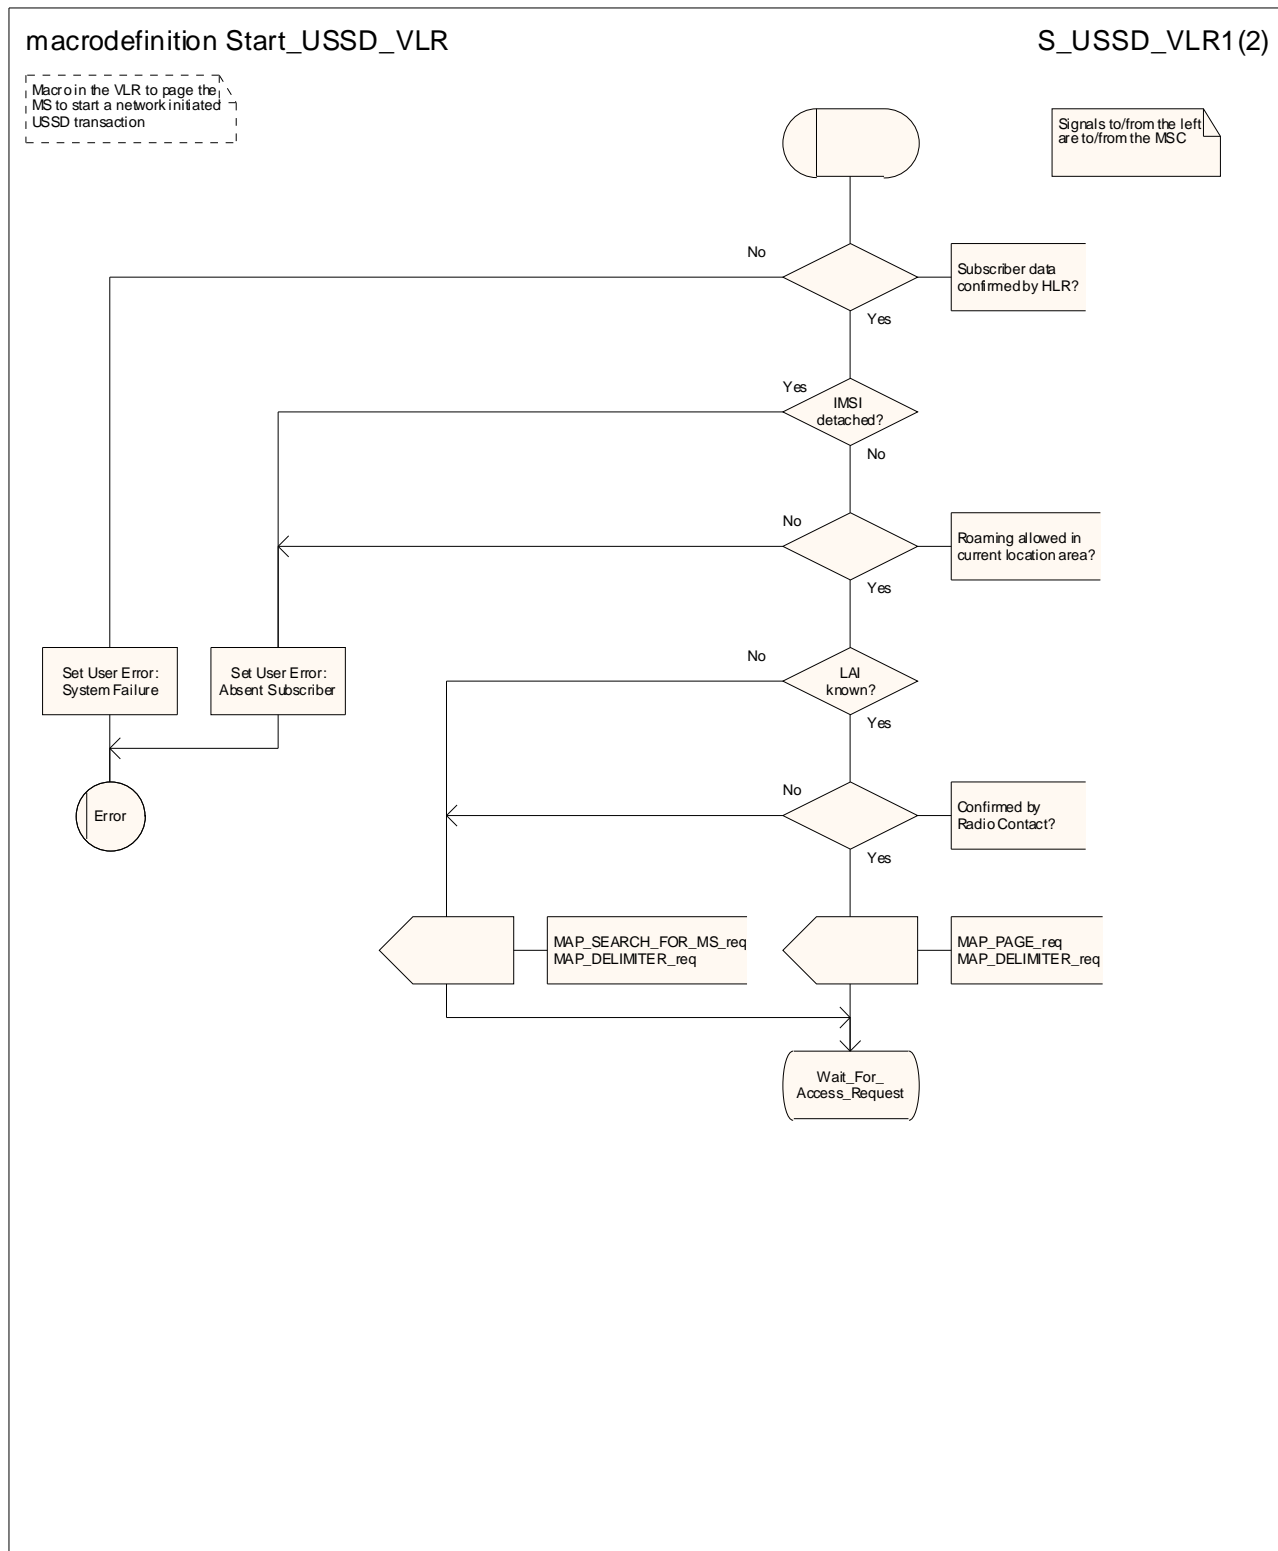 macrodefinition Start_USSD_VLR
S_USSD_VLR1(2)
Macro in the VLR to page the
MS to start a network initiated
USSD transaction
Signals to/from the left
are to/from the MSC
No
Subscriber data
confirmed by HLR?
Yes
Yes
IMSI
detached?
No
No
Roaming allowed in
current location area?
Yes
Set User Error:
System Failure
Set User Error:
Absent Subscriber
No
LAI
known?
Yes
Error
No
Confirmed by
Radio Contact?
Yes
MAP_SEARCH_FOR_MS_req
MAP_DELIMITER_req
MAP_PAGE_req
MAP_DELIMITER_req
Wait_For_
Access_Request